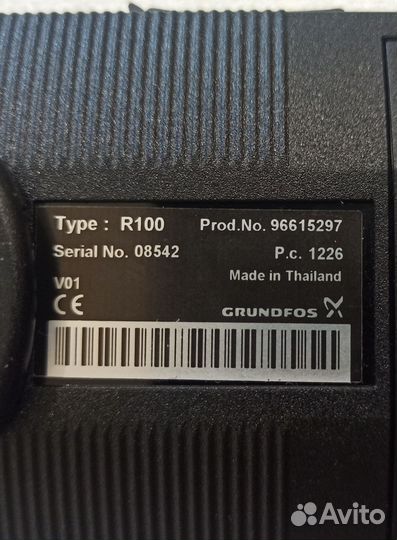 Type : R100 Prod.No. 96615297
Serial No. 08542 P.c. 1226
V01 Made in Thailand
CE GRUNDFOS
Avito